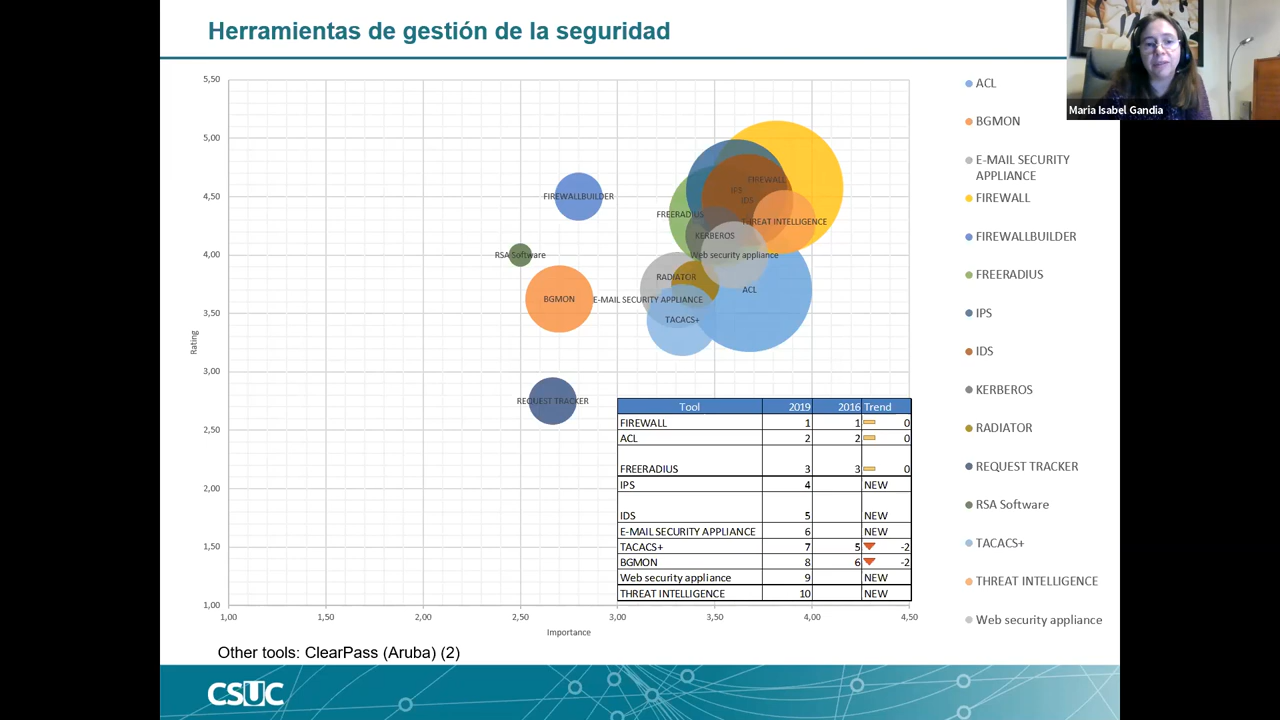 Herramientas de gestión de la seguridad
Maria Isabel Gandia
5,50
5,00
4,50
4,00
3,50
3,00
2,50
2,00
1,50
1,00
Rating
1,00
1,50
2,00
2,50
3,00
3,50
4,00
4,50
Importance
FIREWALL
IPS
IDS
FIREWALLBUILDER
FREERADIUS
THREAT INTELLIGENCE
KERBEROS
RSA Software
Web security appliance
RADIATOR
ACL
BGMON
E-MAIL SECURITY APPLIANCE
TACACS+
REQUEST TRACKER
Tool 2019 2016 Trend
FIREWALL 1 1 0
ACL 2 2 0
FREERADIUS 3 3 0
IPS 4 NEW
IDS 5 NEW
E-MAIL SECURITY APPLIANCE 6 NEW
TACACS+ 7 5 -2
BGMON 8 6 -2
Web security appliance 9 NEW
THREAT INTELLIGENCE 10 NEW
ACL
BGMON
E-MAIL SECURITY
APPLIANCE
FIREWALL
FIREWALLBUILDER
FREERADIUS
IPS
IDS
KERBEROS
RADIATOR
REQUEST TRACKER
RSA Software
TACACS+
THREAT INTELLIGENCE
Web security appliance
Other tools: ClearPass (Aruba) (2)
CSUC